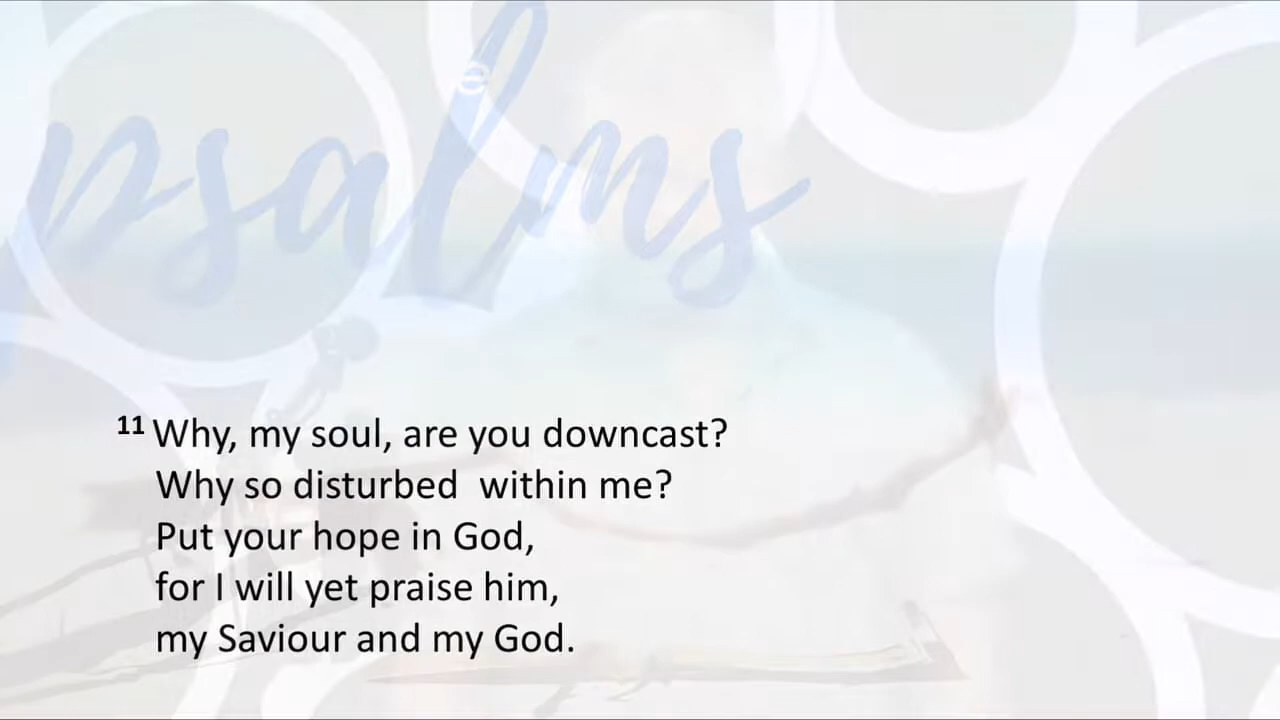 psalms
11 Why, my soul, are you downcast?
Why so disturbed  within me?
Put your hope in God,
for I will yet praise him,
my Saviour and my God.